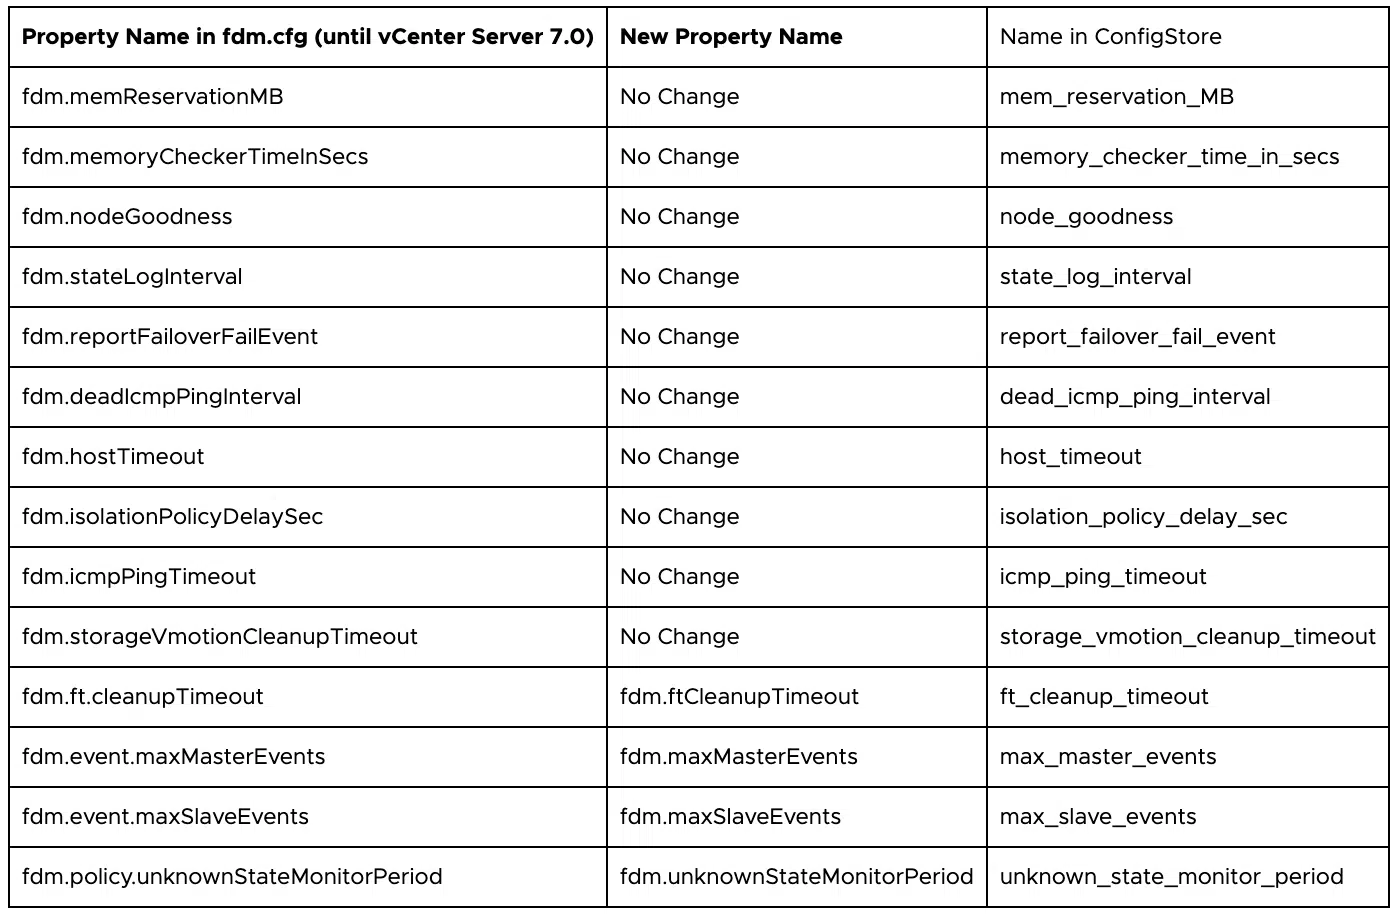 Property Name in fdm.cfg (until vCenter Server 7.0) New Property Name Name in ConfigStore
fdm.memReservationMB No Change mem_reservation_MB
fdm.memoryCheckerTimeInSecs No Change memory_checker_time_in_secs
fdm.nodeGoodness No Change node_goodness
fdm.stateLogInterval No Change state_log_interval
fdm.reportFailoverFailEvent No Change report_failover_fail_event
fdm.deadIcmpPingInterval No Change dead_icmp_ping_interval
fdm.hostTimeout No Change host_timeout
fdm.isolationPolicyDelaySec No Change isolation_policy_delay_sec
fdm.icmpPingTimeout No Change icmp_ping_timeout
fdm.storageVmotionCleanupTimeout No Change storage_vmotion_cleanup_timeout
fdm.ft.cleanupTimeout fdm.ftCleanupTimeout ft_cleanup_timeout
fdm.event.maxMasterEvents fdm.maxMasterEvents max_master_events
fdm.event.maxSlaveEvents fdm.maxSlaveEvents max_slave_events
fdm.policy.unknownStateMonitorPeriod fdm.unknownStateMonitorPeriod unknown_state_monitor_period